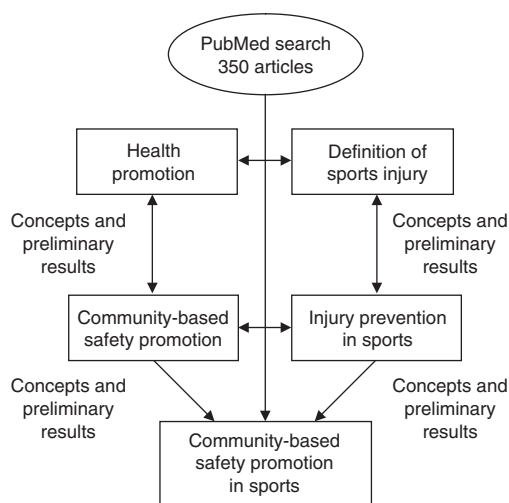 PubMed search
350 articles
Health
promotion
Definition of
sports injury
Concepts and
preliminary
results
Concepts and
preliminary
results
Community-based
safety promotion
Injury prevention
in sports
Concepts and
preliminary
results
Concepts and
preliminary
results
Community-based
safety promotion
in sports